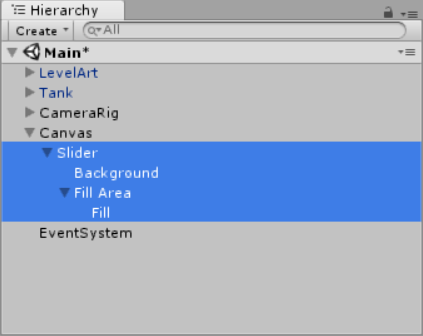 Hierarchy
Create All
Main*
LevelArt
Tank
CameraRig
Canvas
Slider
Background
Fill Area
Fill
EventSystem